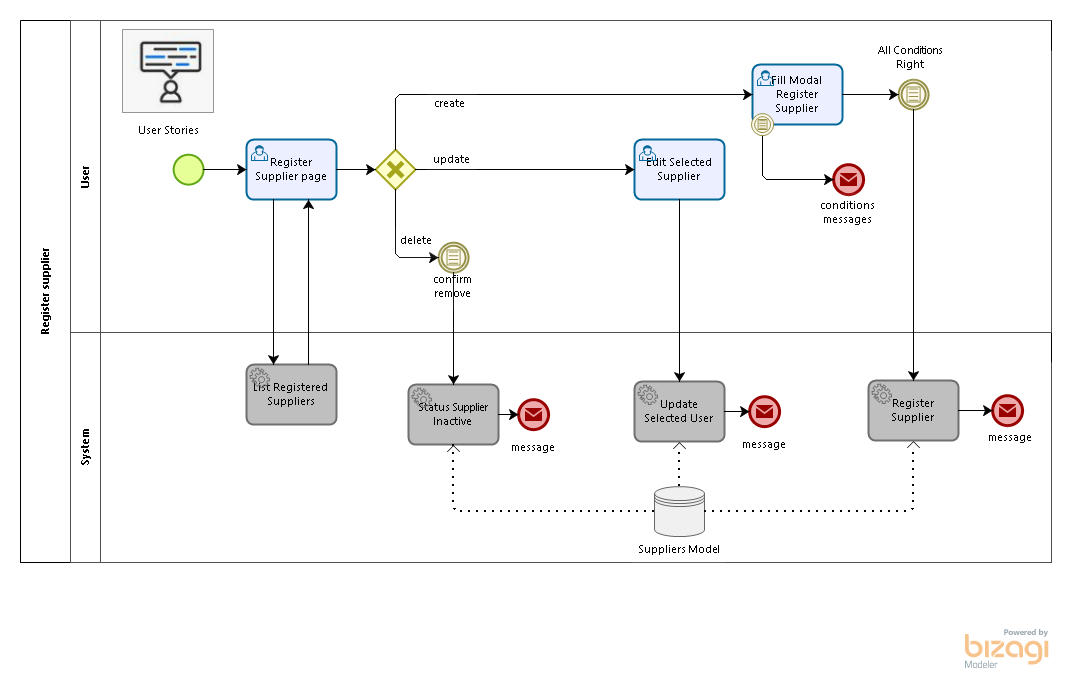 Register supplier
User
System
User Stories
Register
Supplier page
create
update
delete
confirm
remove
Fill Modal
Register
Supplier
All Conditions
Right
Edit Selected
Supplier
conditions
messages
List Registered
Suppliers
Status Supplier
Inactive
message
Update
Selected User
message
Register
Supplier
message
Suppliers Model
Powered by
bizagi
Modeler